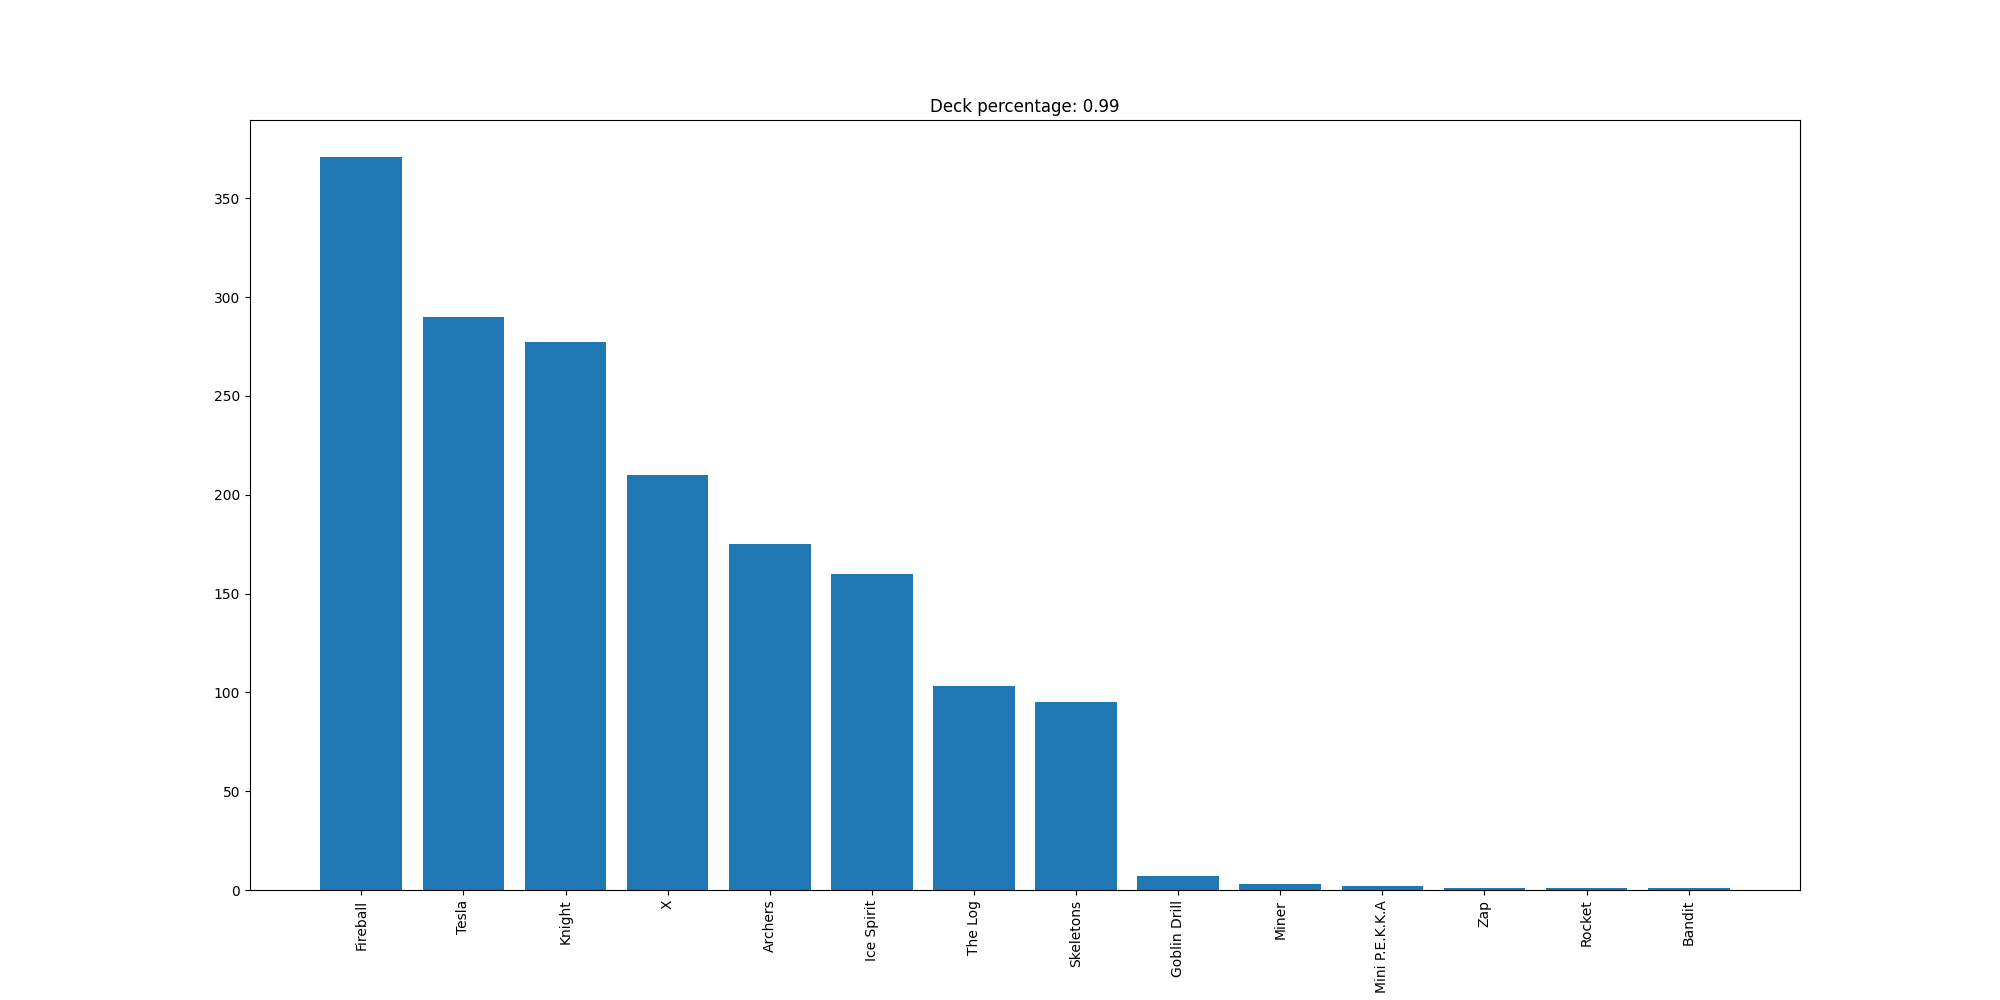 Deck percentage: 0.99
350
300
250
200
150
100
50
0
Fireball
Tesla
Knight
X
Archers
Ice Spirit
The Log
Skeletons
Goblin Drill
Miner
Mini P.E.K.K.A
Zap
Rocket
Bandit